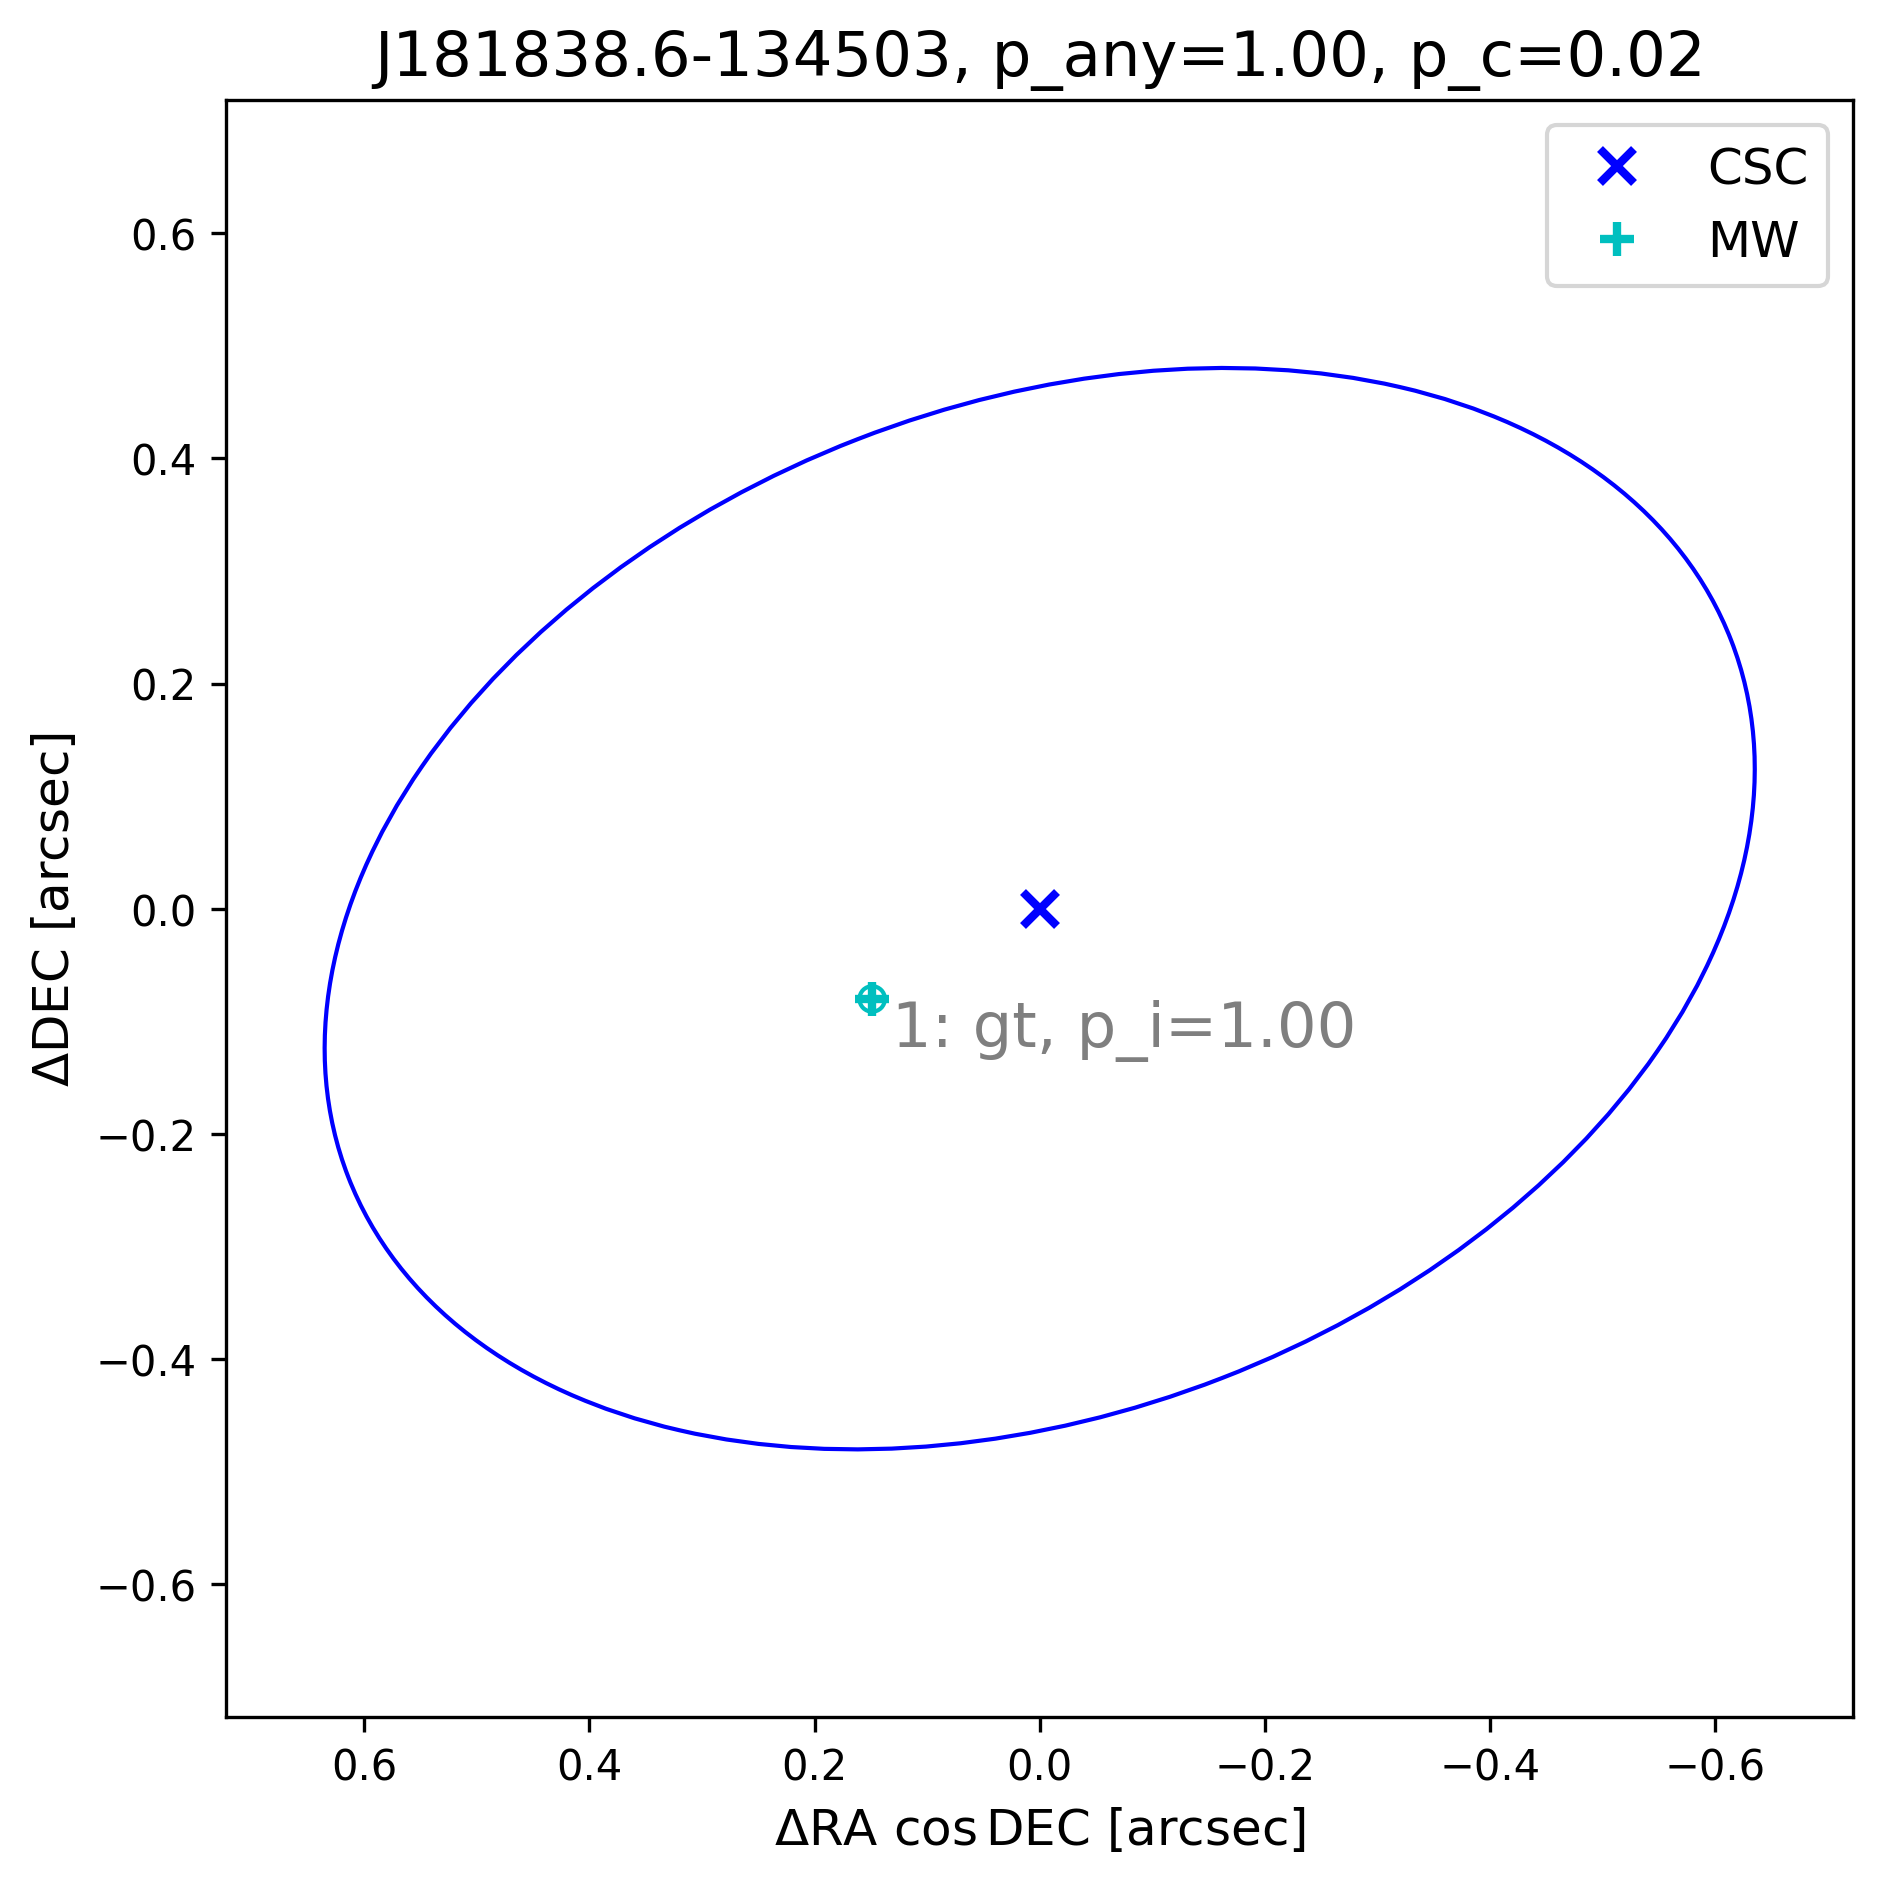 J181838.6-134503, p_any=1.00, p_c=0.02
CSC
MW
0.6
0.4
0.2
0.0
−0.2
−0.4
−0.6
ΔDEC [arcsec]
1: gt, p_i=1.00
0.6 0.4 0.2 0.0 −0.2 −0.4 −0.6
ΔRA cos DEC [arcsec]